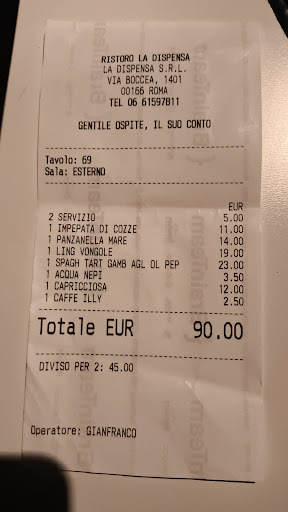 RISTORO LA DISPENSA
LA DISPENSA S.R.L.
VIA BOCCEA, 1401
00166 ROMA
TEL 06 61597811
GENTILE OSPITE, IL SUO CONTO
Tavolo: 69
Sala: ESTERNO
EUR
2 SERVIZIO 5.00
1 IMPEPATA DI COZZE 11.00
1 PANZANELLA MARE 14.00
1 LING VONGOLE 19.00
1 SPAGH TART GAMB AGL OL PEP 23.00
1 ACQUA NEPI 3.50
1 CAPRICCIOSA 12.00
1 CAFFE ILLY 2.50
Totale EUR 90.00
DIVISO PER 2: 45.00
Operatore: GIANFRANCO